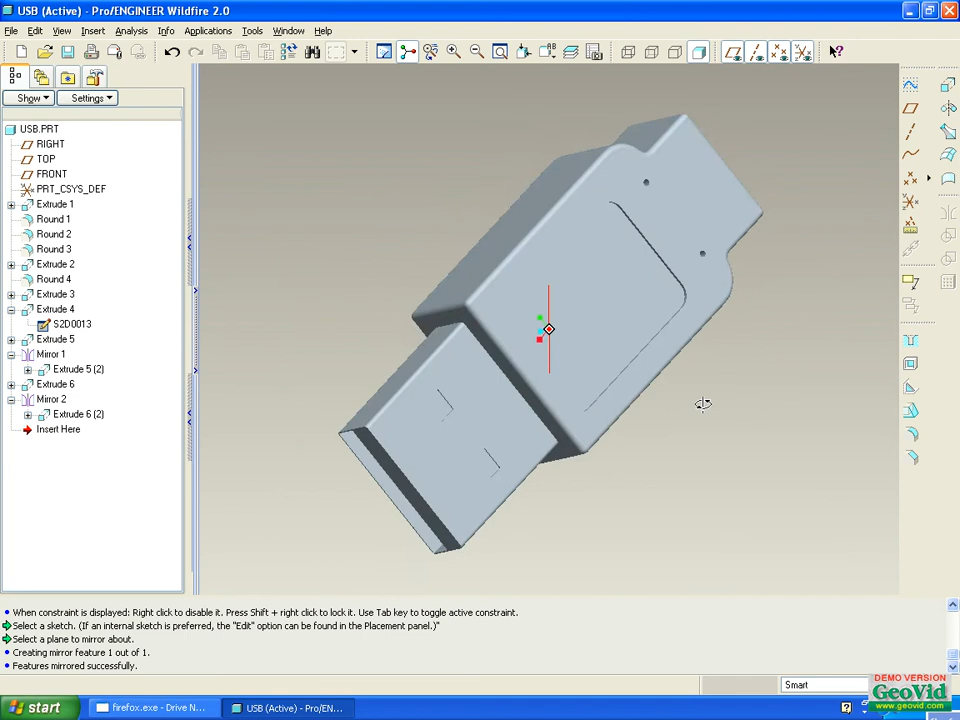 USB (Active) - Pro/ENGINEER Wildfire 2.0
File Edit View Insert Analysis Info Applications Tools Window Help
Show Settings
USB.PRT
RIGHT
TOP
FRONT
PRT_CSYS_DEF
Extrude 1
Round 1
Round 2
Round 3
Extrude 2
Round 4
Extrude 3
Extrude 4
S2D0013
Extrude 5
Mirror 1
Extrude 5 (2)
Extrude 6
Mirror 2
Extrude 6 (2)
Insert Here
When constraint is displayed: Right click to disable it. Press Shift + right click to lock it. Use Tab key to toggle active constraint.
Select a sketch. (If an internal sketch is preferred, the "Edit" option can be found in the Placement panel.)"
Select a plane to mirror about.
Creating mirror feature 1 out of 1.
Features mirrored successfully.
Smart
DEMO VERSION
GeoVid
www.geovid.com
start
firefox.exe - Drive N...
USB (Active) - Pro/EN...